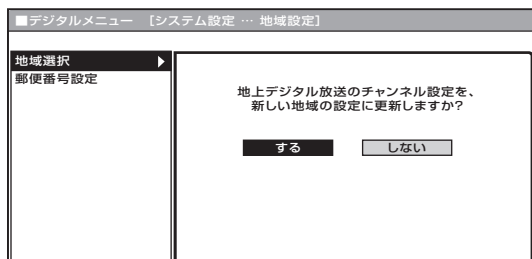 ■デジタルメニュー [システム設定 … 地域設定]
地域選択
郵便番号設定
地上デジタル放送のチャンネル設定を、
新しい地域の設定に更新しますか?
する しない